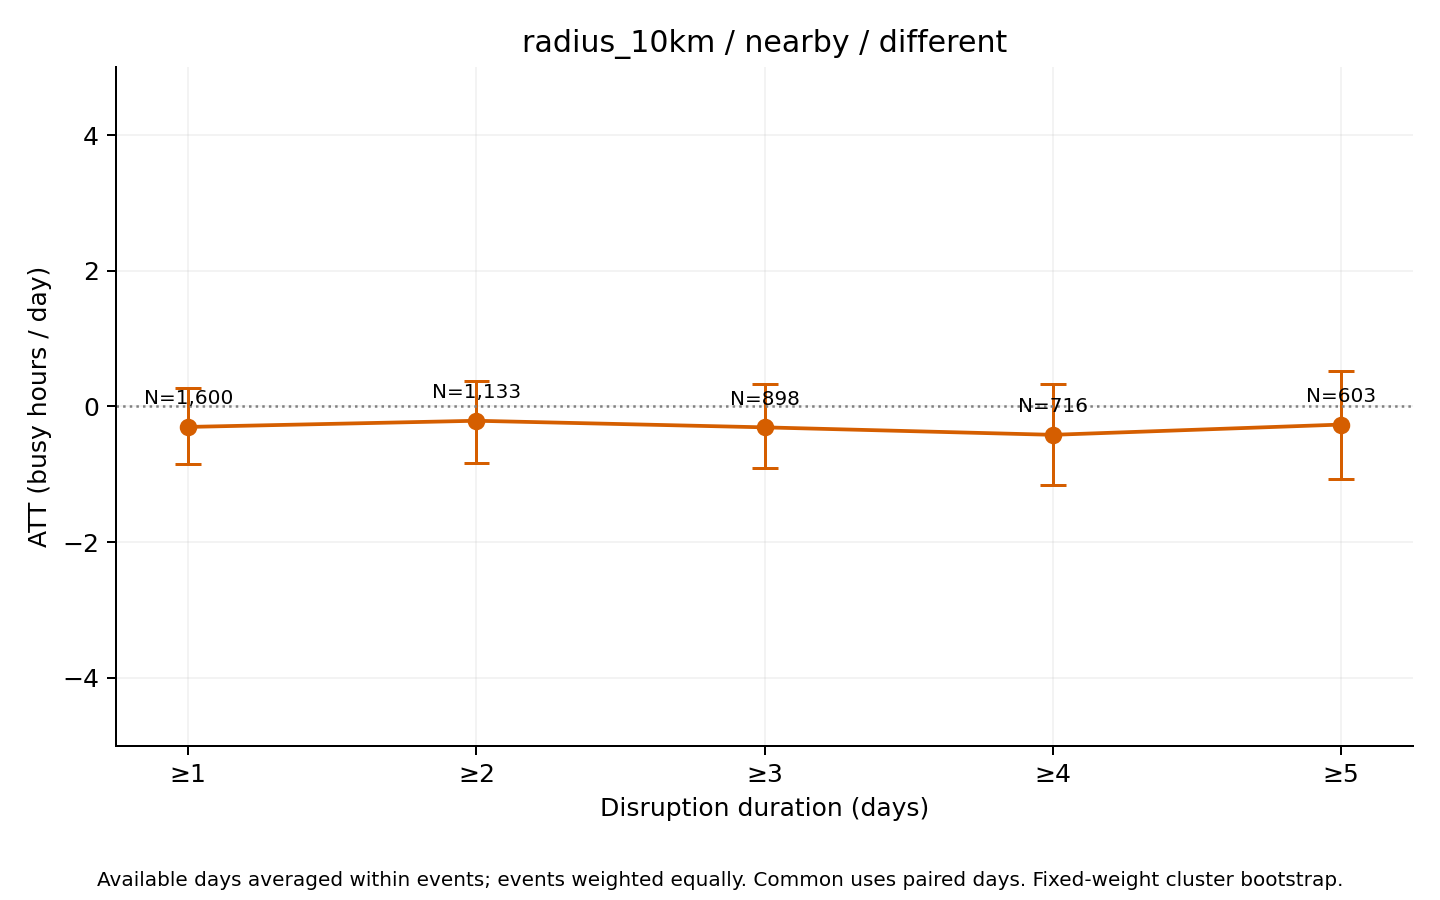 radius_10km / nearby / different
ATT (busy hours / day)
4
2
0
−2
−4
N=1,600
N=1,133
N=898
N=716
N=603
≥1
≥2
≥3
≥4
≥5
Disruption duration (days)
Available days averaged within events; events weighted equally. Common uses paired days. Fixed-weight cluster bootstrap.